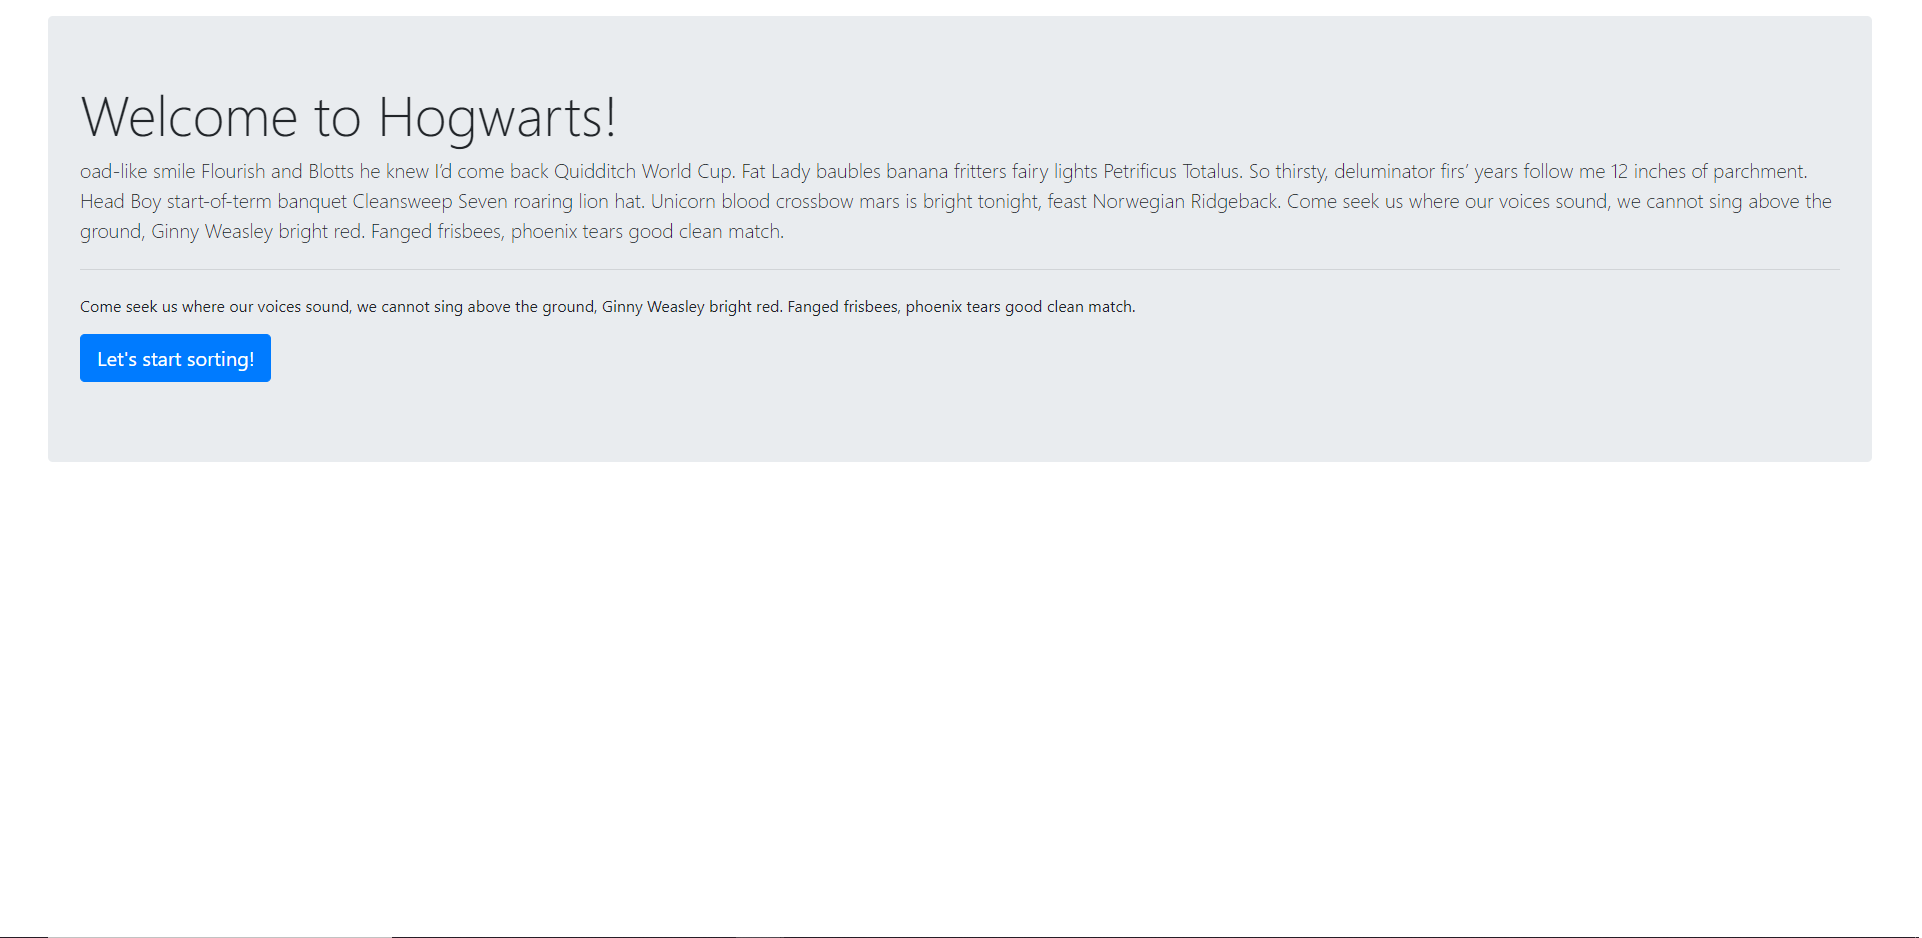 Welcome to Hogwarts!
oad-like smile Flourish and Blotts he knew I’d come back Quidditch World Cup. Fat Lady baubles banana fritters fairy lights Petrificus Totalus. So thirsty, deluminator firs’ years follow me 12 inches of parchment.
Head Boy start-of-term banquet Cleansweep Seven roaring lion hat. Unicorn blood crossbow mars is bright tonight, feast Norwegian Ridgeback. Come seek us where our voices sound, we cannot sing above the
ground, Ginny Weasley bright red. Fanged frisbees, phoenix tears good clean match.
Come seek us where our voices sound, we cannot sing above the ground, Ginny Weasley bright red. Fanged frisbees, phoenix tears good clean match.
Let's start sorting!